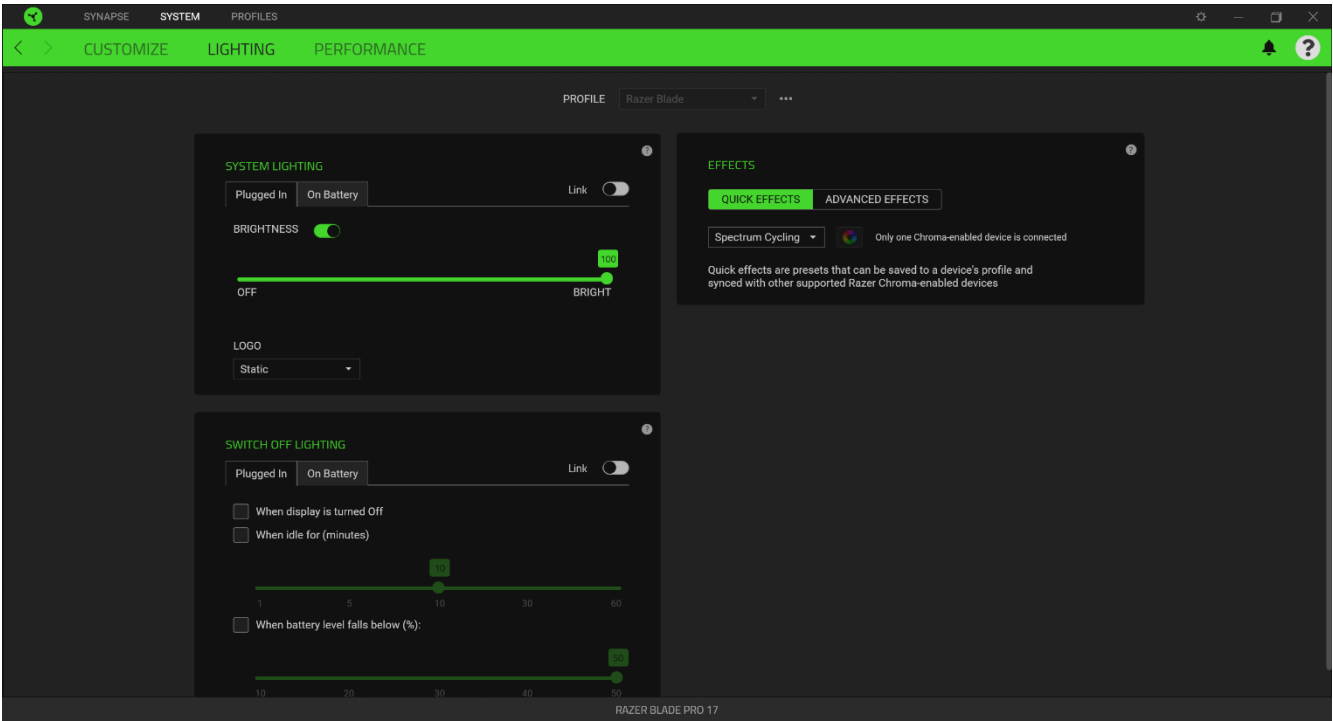 SYNAPSE SYSTEM PROFILES
CUSTOMIZE LIGHTING PERFORMANCE ?
PROFILE Razer Blade
SYSTEM LIGHTING ?
Plugged In On Battery Link
BRIGHTNESS
100
OFF BRIGHT
LOGO
Static
SWITCH OFF LIGHTING ?
Plugged In On Battery Link
When display is turned Off
When idle for (minutes)
10
1 5 10 30 60
When battery level falls below (%):
50
10 20 30 40 50
EFFECTS ?
QUICK EFFECTS ADVANCED EFFECTS
Spectrum Cycling Only one Chroma-enabled device is connected
Quick effects are presets that can be saved to a device's profile and
synced with other supported Razer Chroma-enabled devices
RAZER BLADE PRO 17